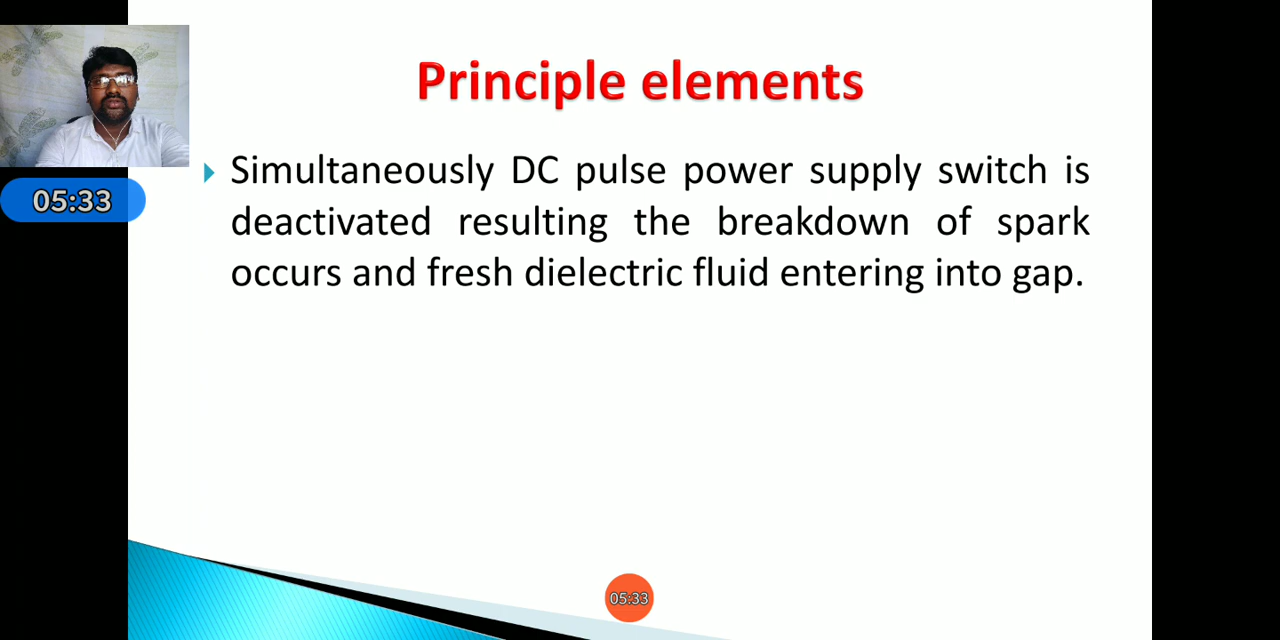 Principle elements
Simultaneously DC pulse power supply switch is
deactivated resulting the breakdown of spark
occurs and fresh dielectric fluid entering into gap.
05:33
05:33